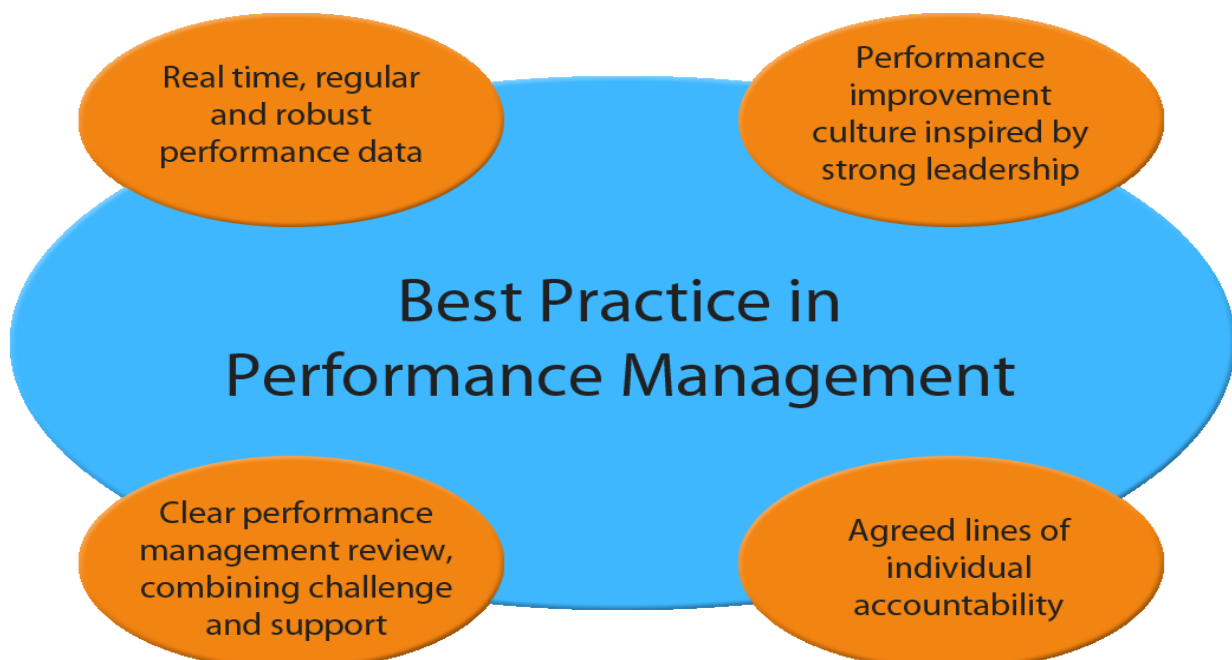 Real time, regular
and robust
performance data
Performance
improvement
culture inspired by
strong leadership
Best Practice in
Performance Management
Clear performance
management review,
combining challenge
and support
Agreed lines of
individual
accountability